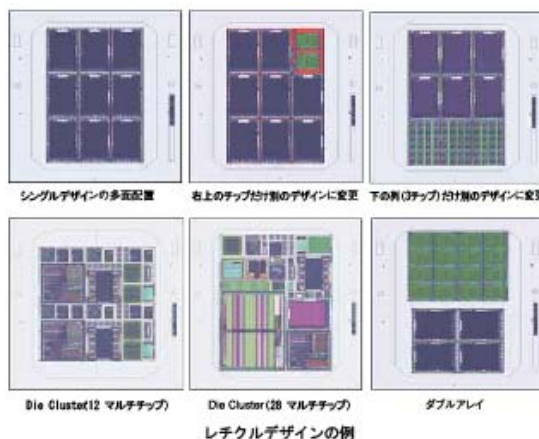 シングルデザインの多面配置
右上のチップだけ別のデザインに変更
下の列(3チップ)だけ別のデザインに変更
Die Cluster(12 マルチチップ)
Die Cluster(28 マルチチップ)
ダブルアレイ
レチクルデザインの例